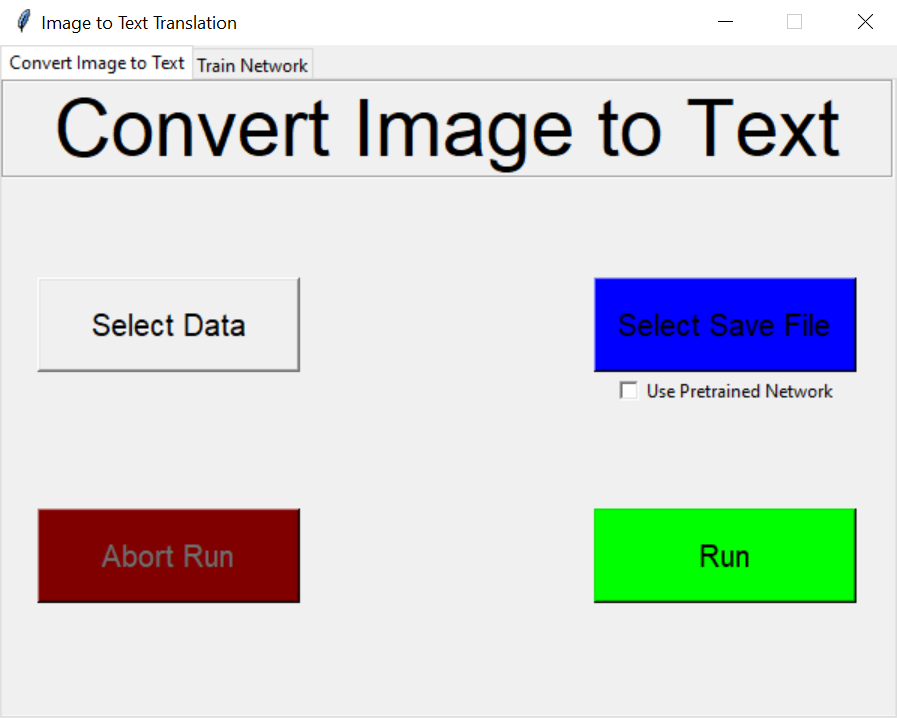 Image to Text Translation
Convert Image to Text Train Network
Convert Image to Text
Select Data Select Save File
Use Pretrained Network
Abort Run Run